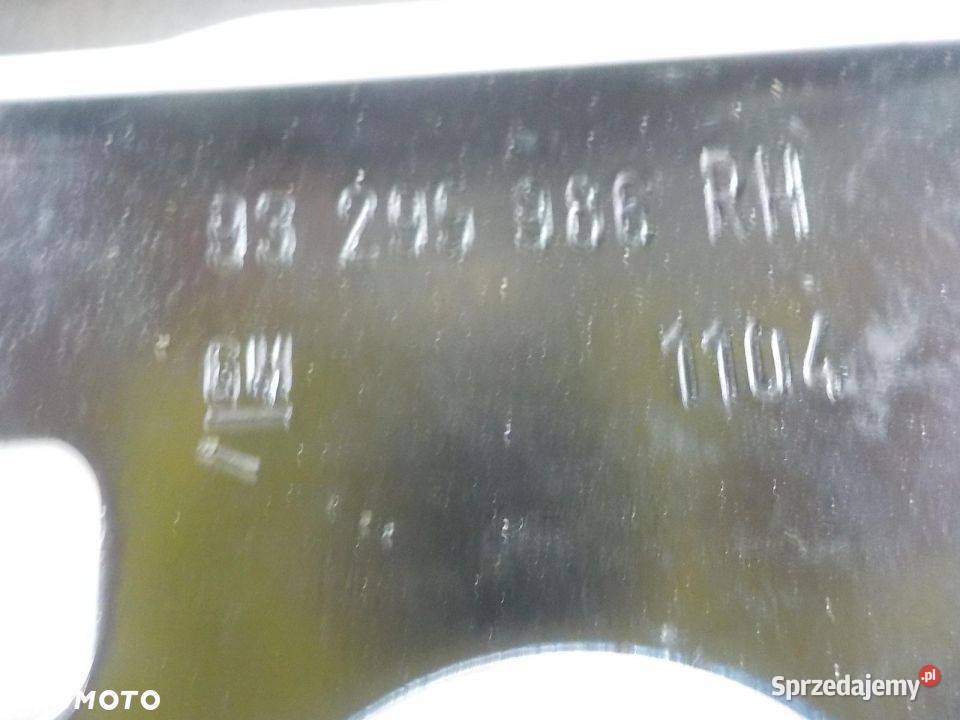 93 295 986 RH
GM 1104
MOTO
Sprzedajemy.pl